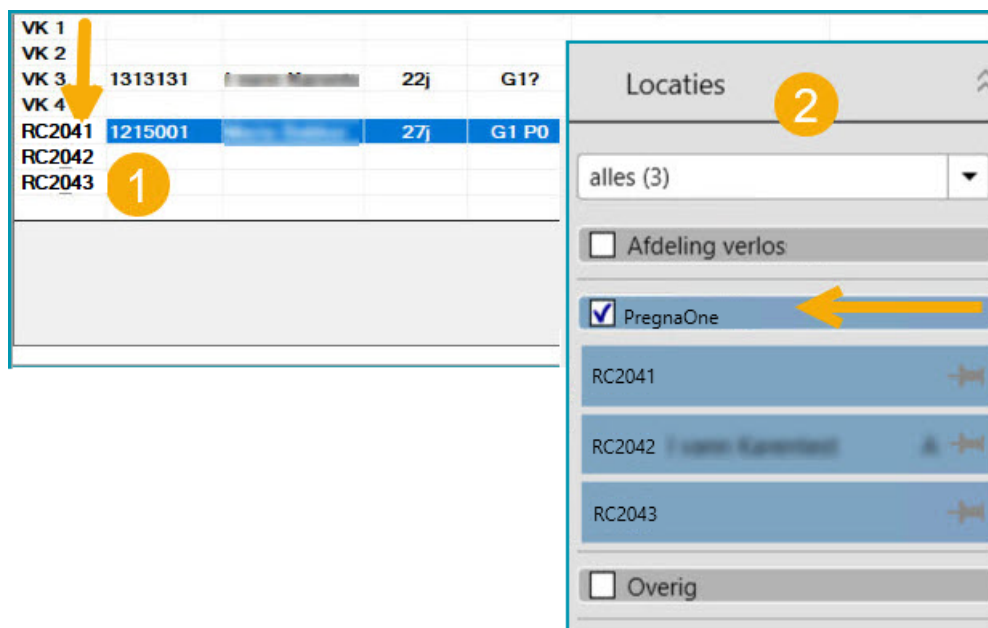 VK 1
VK 2
VK 3 1313131 22j G1?
VK 4
RC2041 1215001 27j G1 P0
RC2042
RC2043
1
Locaties
2
alles (3)
Afdeling verlos
PregnaOne
RC2041
RC2042
RC2043
Overig